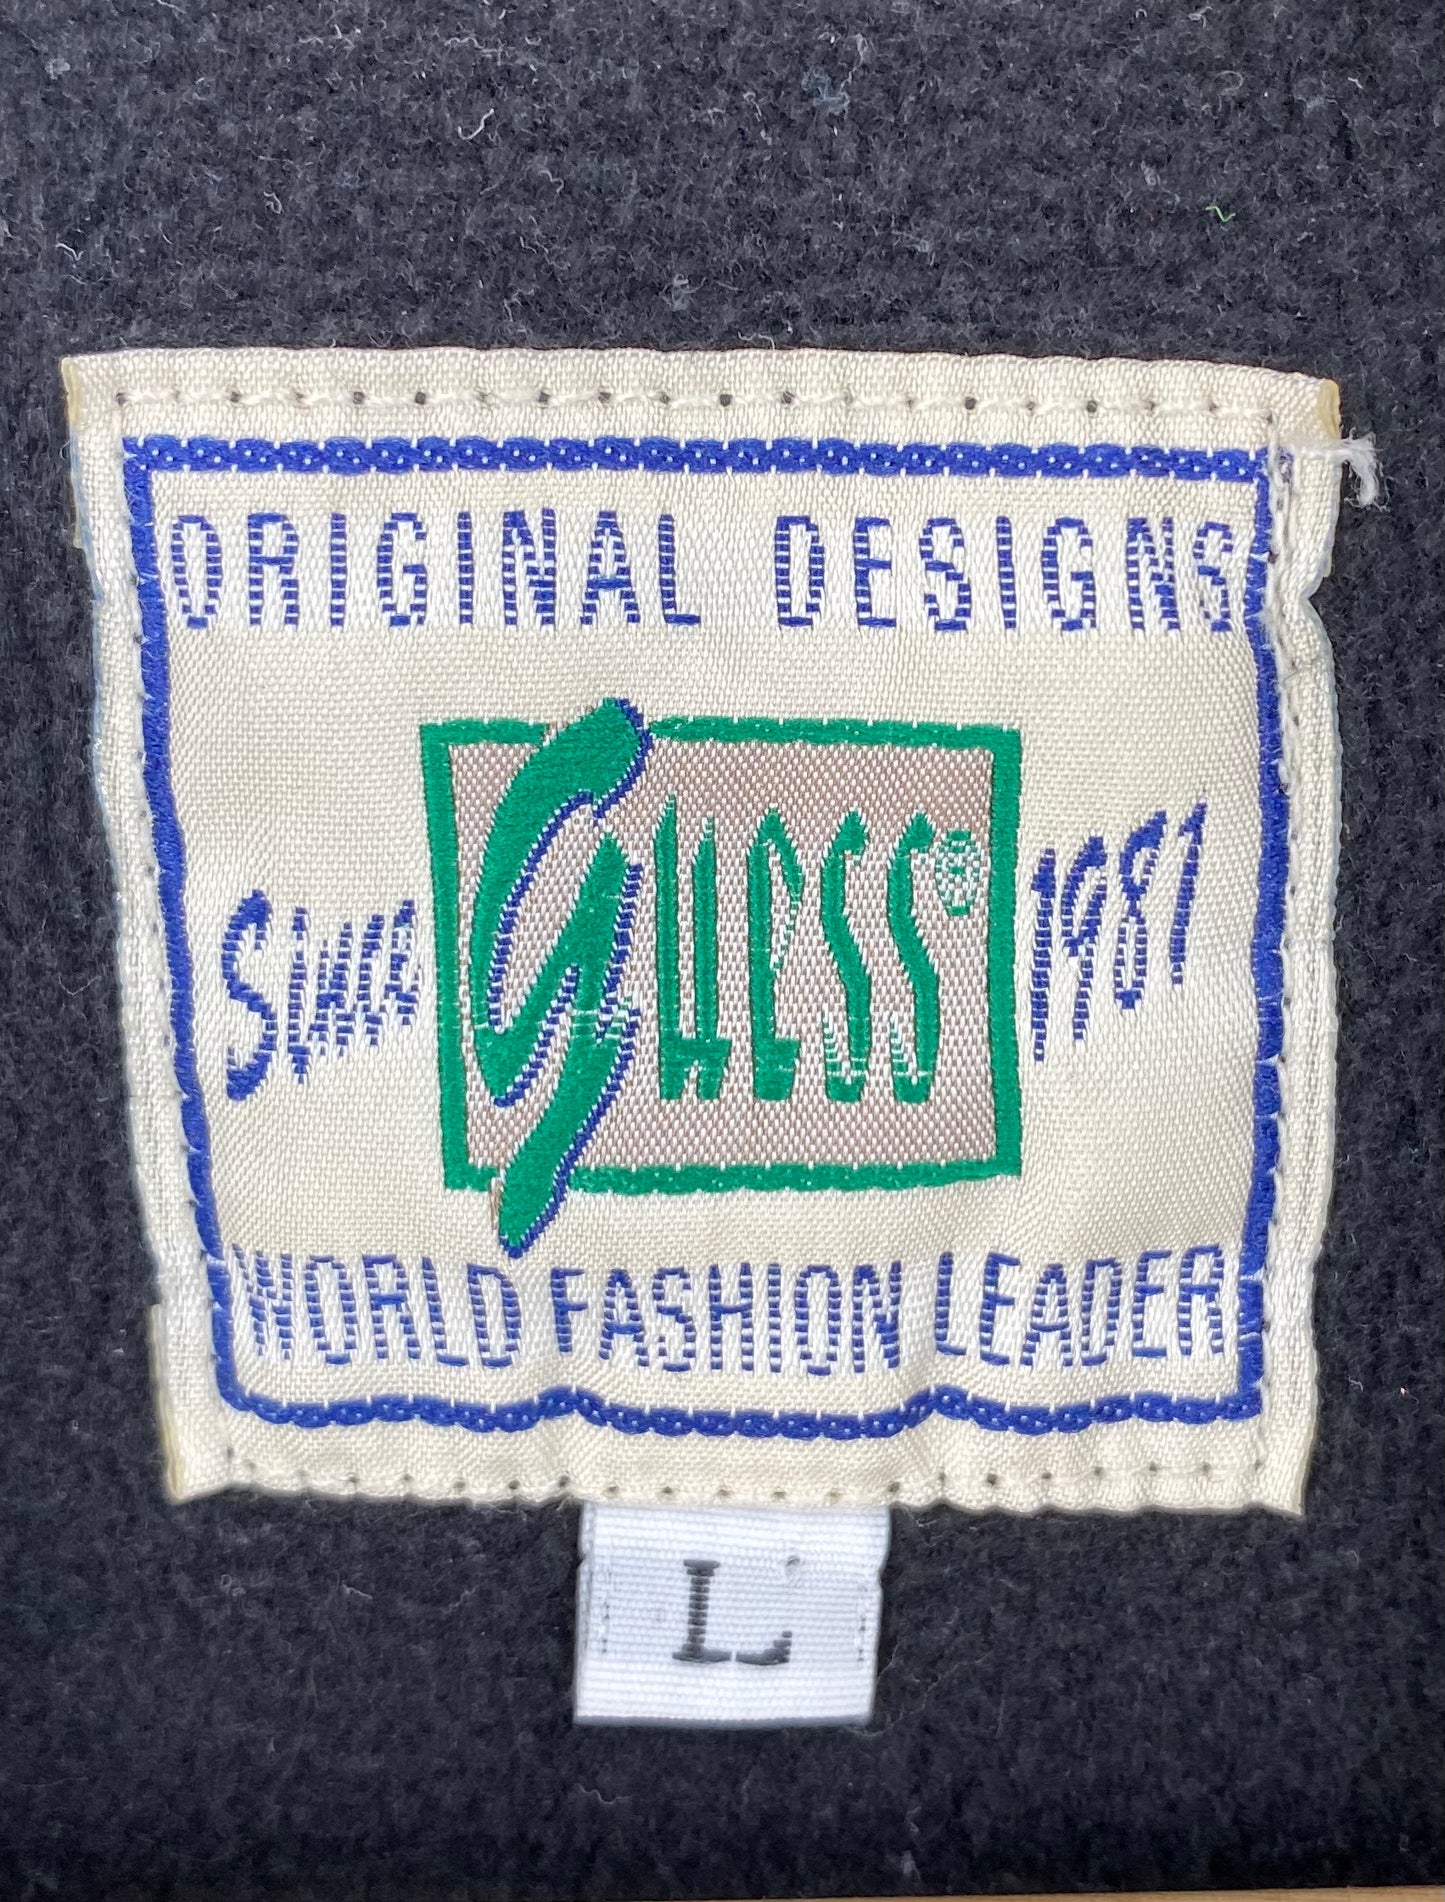 ORIGINAL DESIGNS
Since Guess® 1981
WORLD FASHION LEADER
L